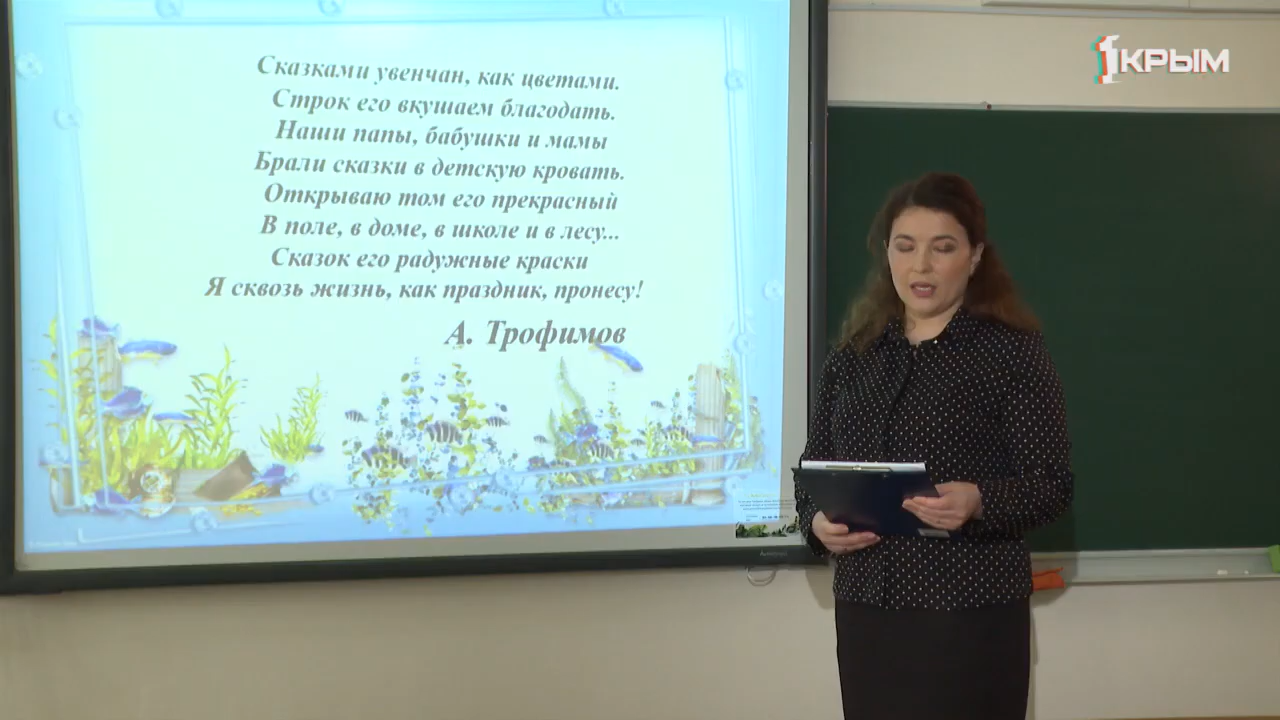 1КРЫМ
Сказками увенчан, как цветами.
Строк его вкушаем благодать.
Наши папы, бабушки и мамы
Брали сказки в детскую кровать.
Открываю том его прекрасный
В поле, в доме, в школе и в лесу...
Сказок его радужные краски
Я сквозь жизнь, как праздник, пронесу!
А. Трофимов